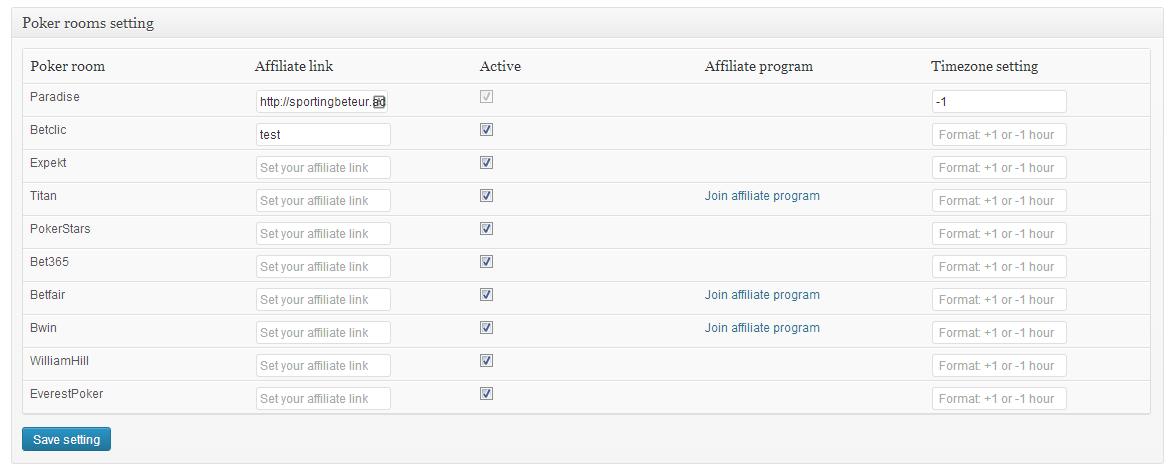 Poker rooms setting
Poker room Affiliate link Active Affiliate program Timezone setting
Paradise http://sportingbeteur.ad -1
Betclic test Format: +1 or -1 hour
Expekt Set your affiliate link Format: +1 or -1 hour
Titan Set your affiliate link Join affiliate program Format: +1 or -1 hour
PokerStars Set your affiliate link Format: +1 or -1 hour
Bet365 Set your affiliate link Format: +1 or -1 hour
Betfair Set your affiliate link Join affiliate program Format: +1 or -1 hour
Bwin Set your affiliate link Join affiliate program Format: +1 or -1 hour
WilliamHill Set your affiliate link Format: +1 or -1 hour
EverestPoker Set your affiliate link Format: +1 or -1 hour
Save setting